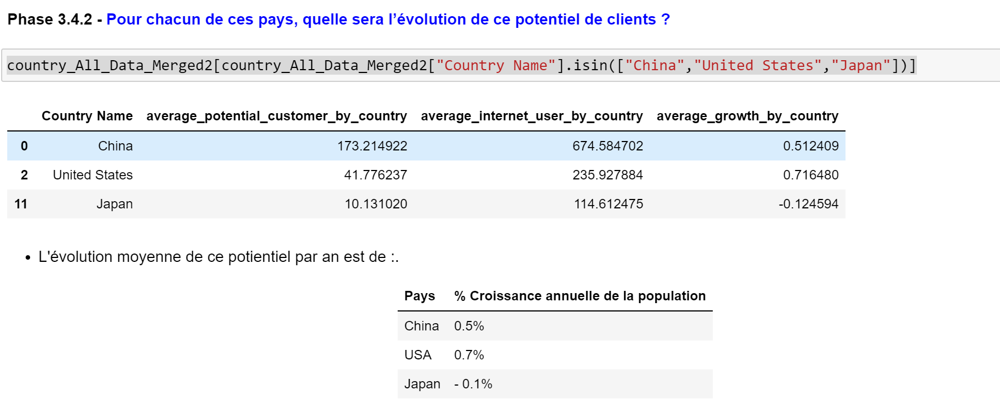 Phase 3.4.2 - Pour chacun de ces pays, quelle sera l’évolution de ce potentiel de clients ?
country_All_Data_Merged2[country_All_Data_Merged2["Country Name"].isin(["China","United States","Japan"])]
Country Name average_potential_customer_by_country average_internet_user_by_country average_growth_by_country
0 China 173.214922 674.584702 0.512409
2 United States 41.776237 235.927884 0.716480
11 Japan 10.131020 114.612475 -0.124594
• L'évolution moyenne de ce potientiel par an est de :.
Pays % Croissance annuelle de la population
China 0.5%
USA 0.7%
Japan - 0.1%